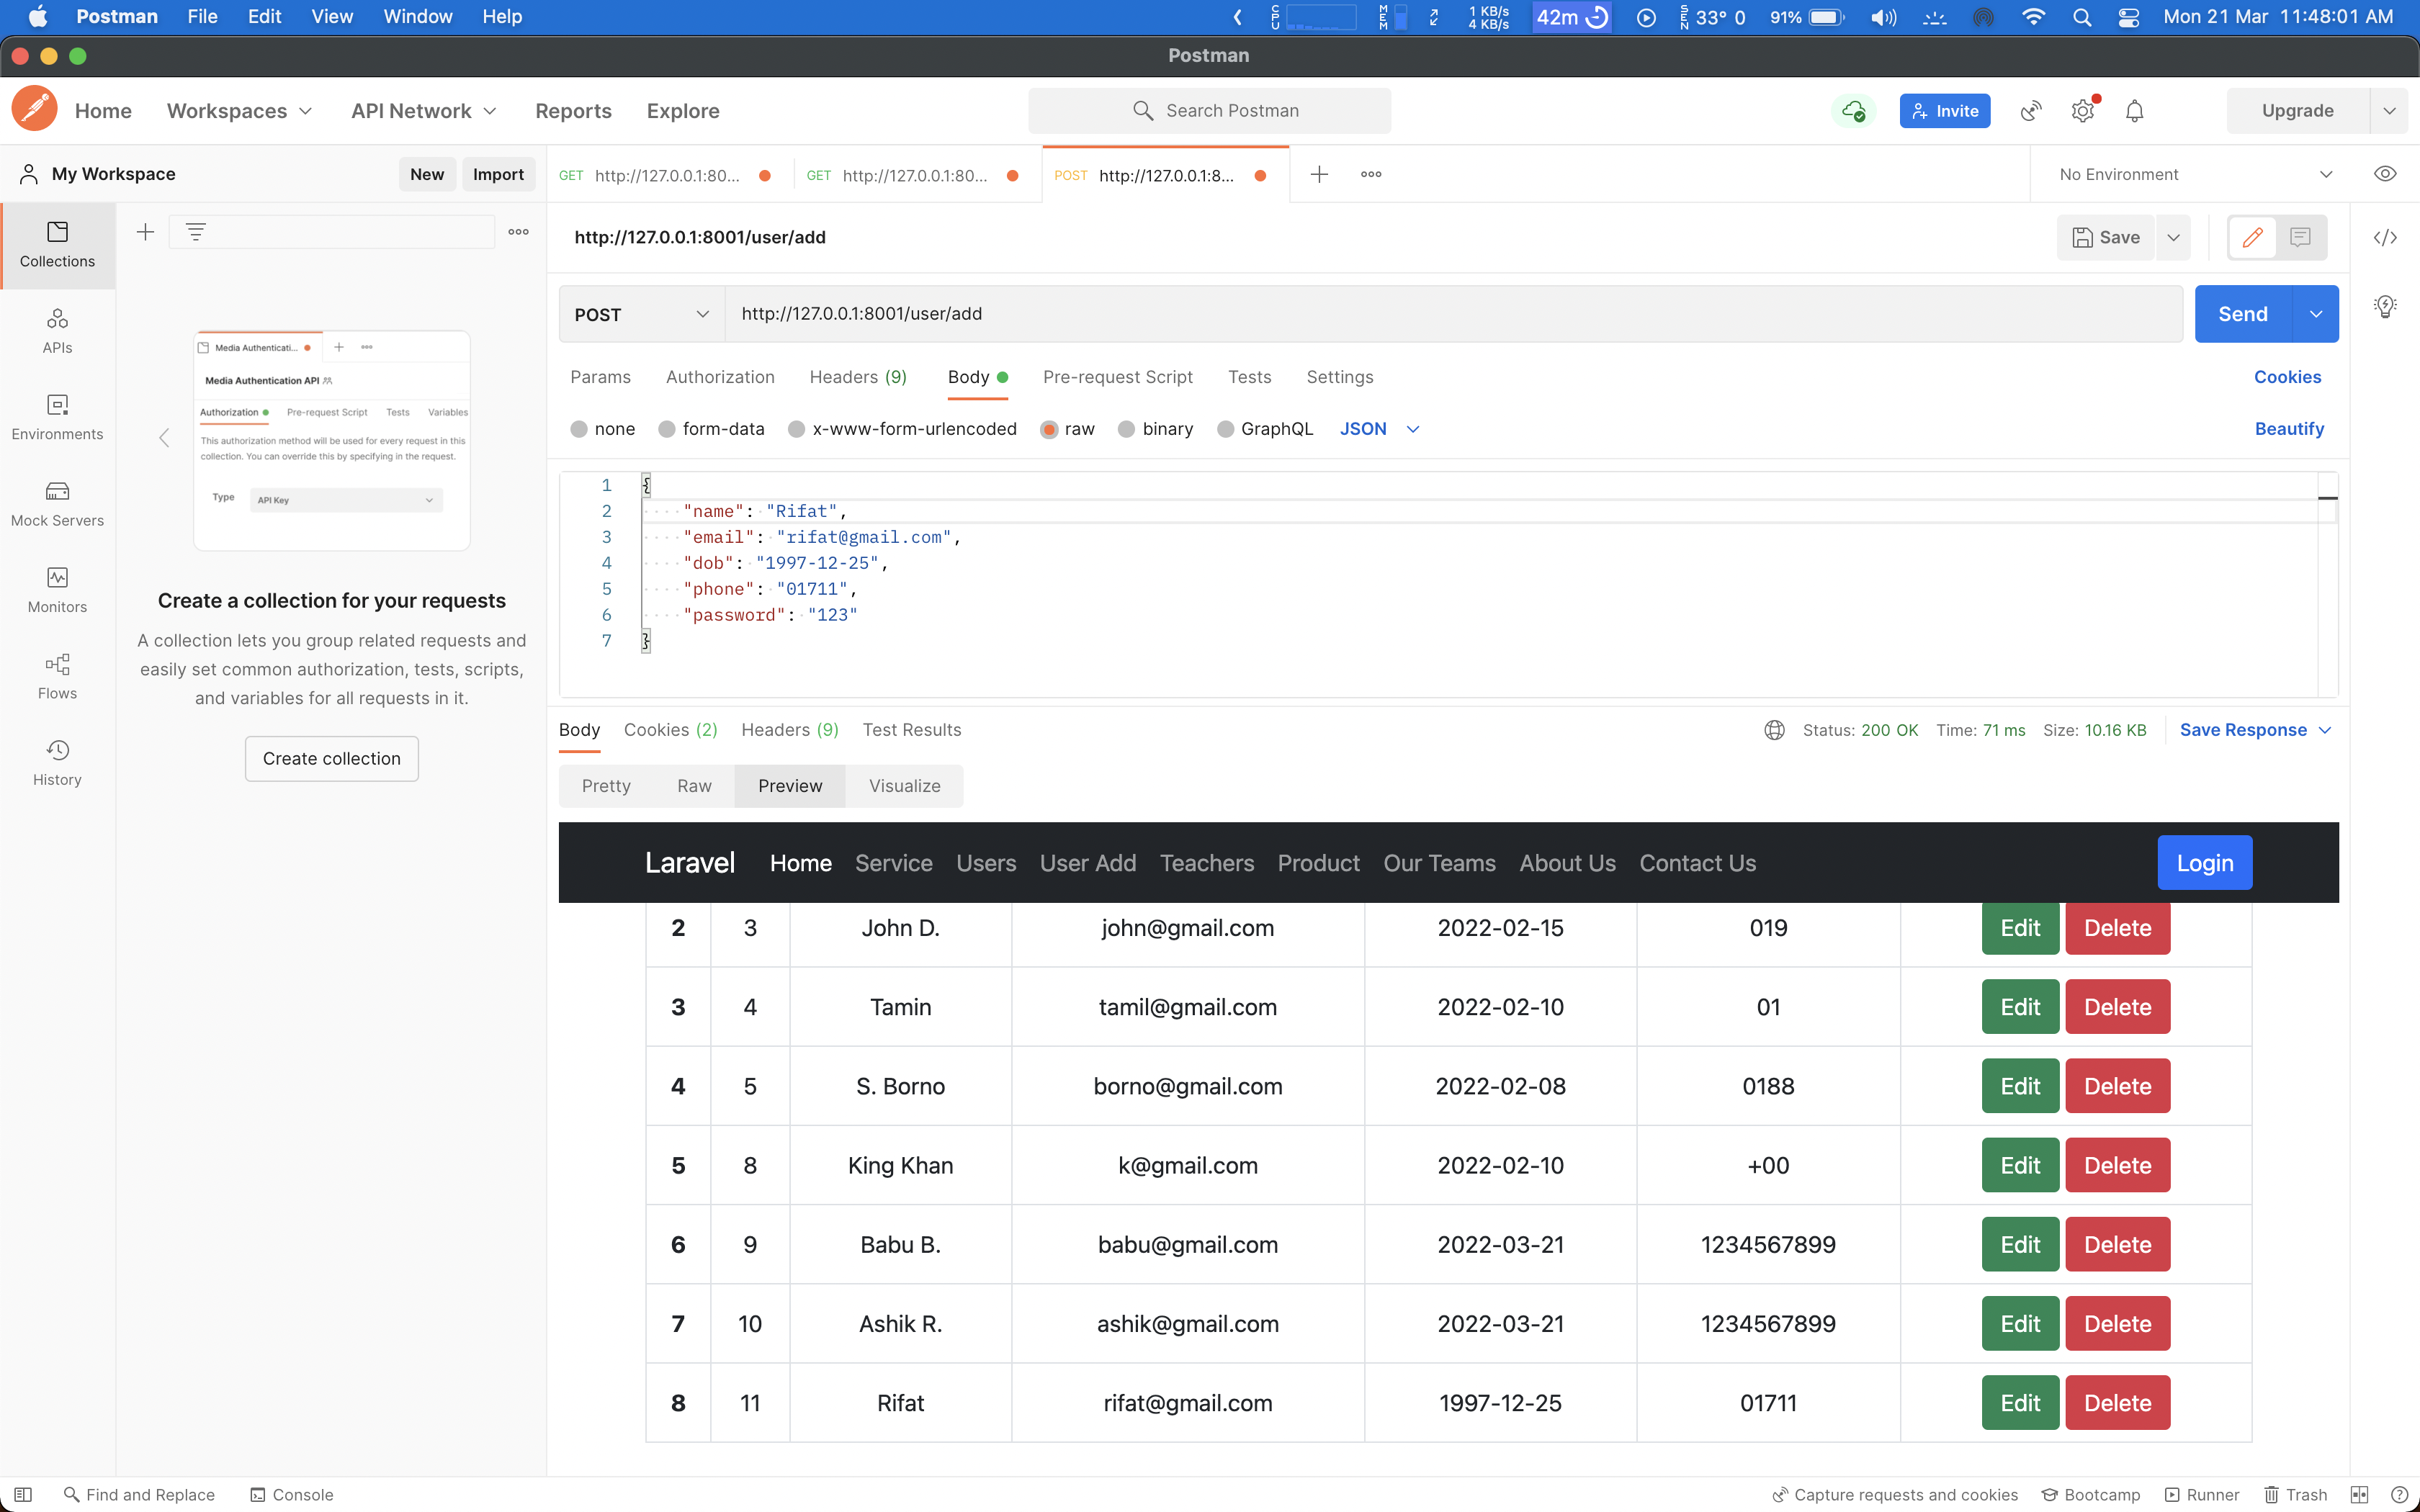 Postman File Edit View Window Help CPU MEM 1 KB/s 4 KB/s 42m SEN 33° 0 91% Mon 21 Mar 11:48:01 AM
Postman
Home Workspaces API Network Reports Explore Search Postman Invite Upgrade
My Workspace New Import GET http://127.0.0.1:80... GET http://127.0.0.1:80... POST http://127.0.0.1:8... No Environment
Collections
http://127.0.0.1:8001/user/add Save
APIs
Environments
Mock Servers
Monitors
Flows
History
Media Authenticati...
Media Authentication API
Authorization Pre-request Script Tests Variables
This authorization method will be used for every request in this
collection. You can override this by specifying in the request.
Type API Key
Create a collection for your requests
A collection lets you group related requests and
easily set common authorization, tests, scripts,
and variables for all requests in it.
Create collection
POST http://127.0.0.1:8001/user/add Send
Params Authorization Headers (9) Body Pre-request Script Tests Settings Cookies
none form-data x-www-form-urlencoded raw binary GraphQL JSON Beautify
1 {
2 "name": "Rifat",
3 "email": "rifat@gmail.com",
4 "dob": "1997-12-25",
5 "phone": "01711",
6 "password": "123"
7 }
Body Cookies (2) Headers (9) Test Results Status: 200 OK Time: 71 ms Size: 10.16 KB Save Response
Pretty Raw Preview Visualize
Laravel Home Service Users User Add Teachers Product Our Teams About Us Contact Us Login
2 3 John D. john@gmail.com 2022-02-15 019 Edit Delete
3 4 Tamin tamil@gmail.com 2022-02-10 01 Edit Delete
4 5 S. Borno borno@gmail.com 2022-02-08 0188 Edit Delete
5 8 King Khan k@gmail.com 2022-02-10 +00 Edit Delete
6 9 Babu B. babu@gmail.com 2022-03-21 1234567899 Edit Delete
7 10 Ashik R. ashik@gmail.com 2022-03-21 1234567899 Edit Delete
8 11 Rifat rifat@gmail.com 1997-12-25 01711 Edit Delete
Find and Replace Console Capture requests and cookies Bootcamp Runner Trash